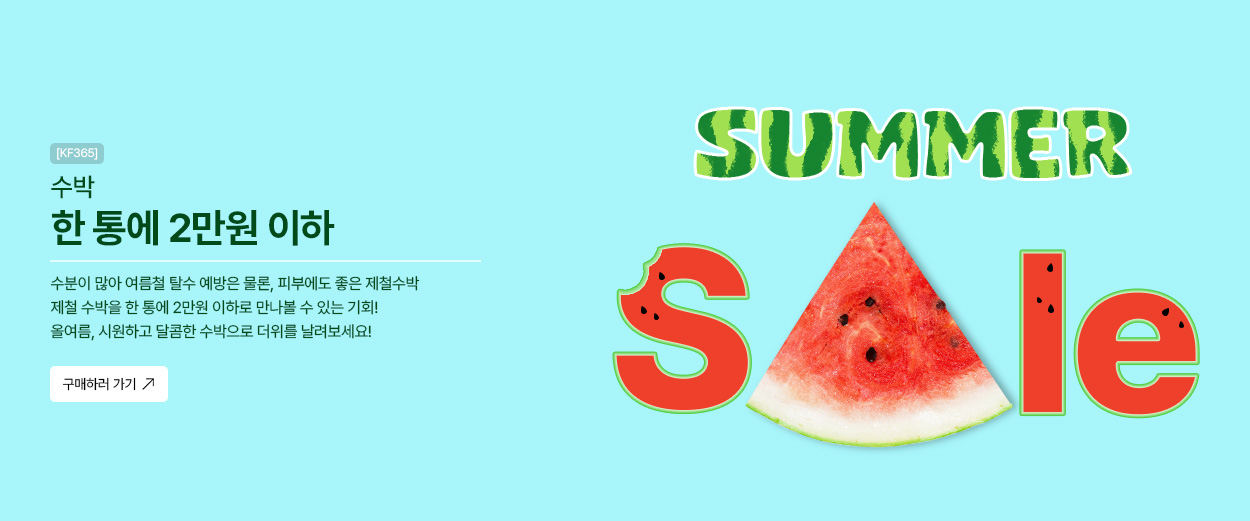 [KF365]
수박
한 통에 2만원 이하
수분이 많아 여름철 탈수 예방은 물론, 피부에도 좋은 제철수박
제철 수박을 한 통에 2만원 이하로 만나볼 수 있는 기회!
올여름, 시원하고 달콤한 수박으로 더위를 날려보세요!
구매하러 가기
SUMMER
Sale